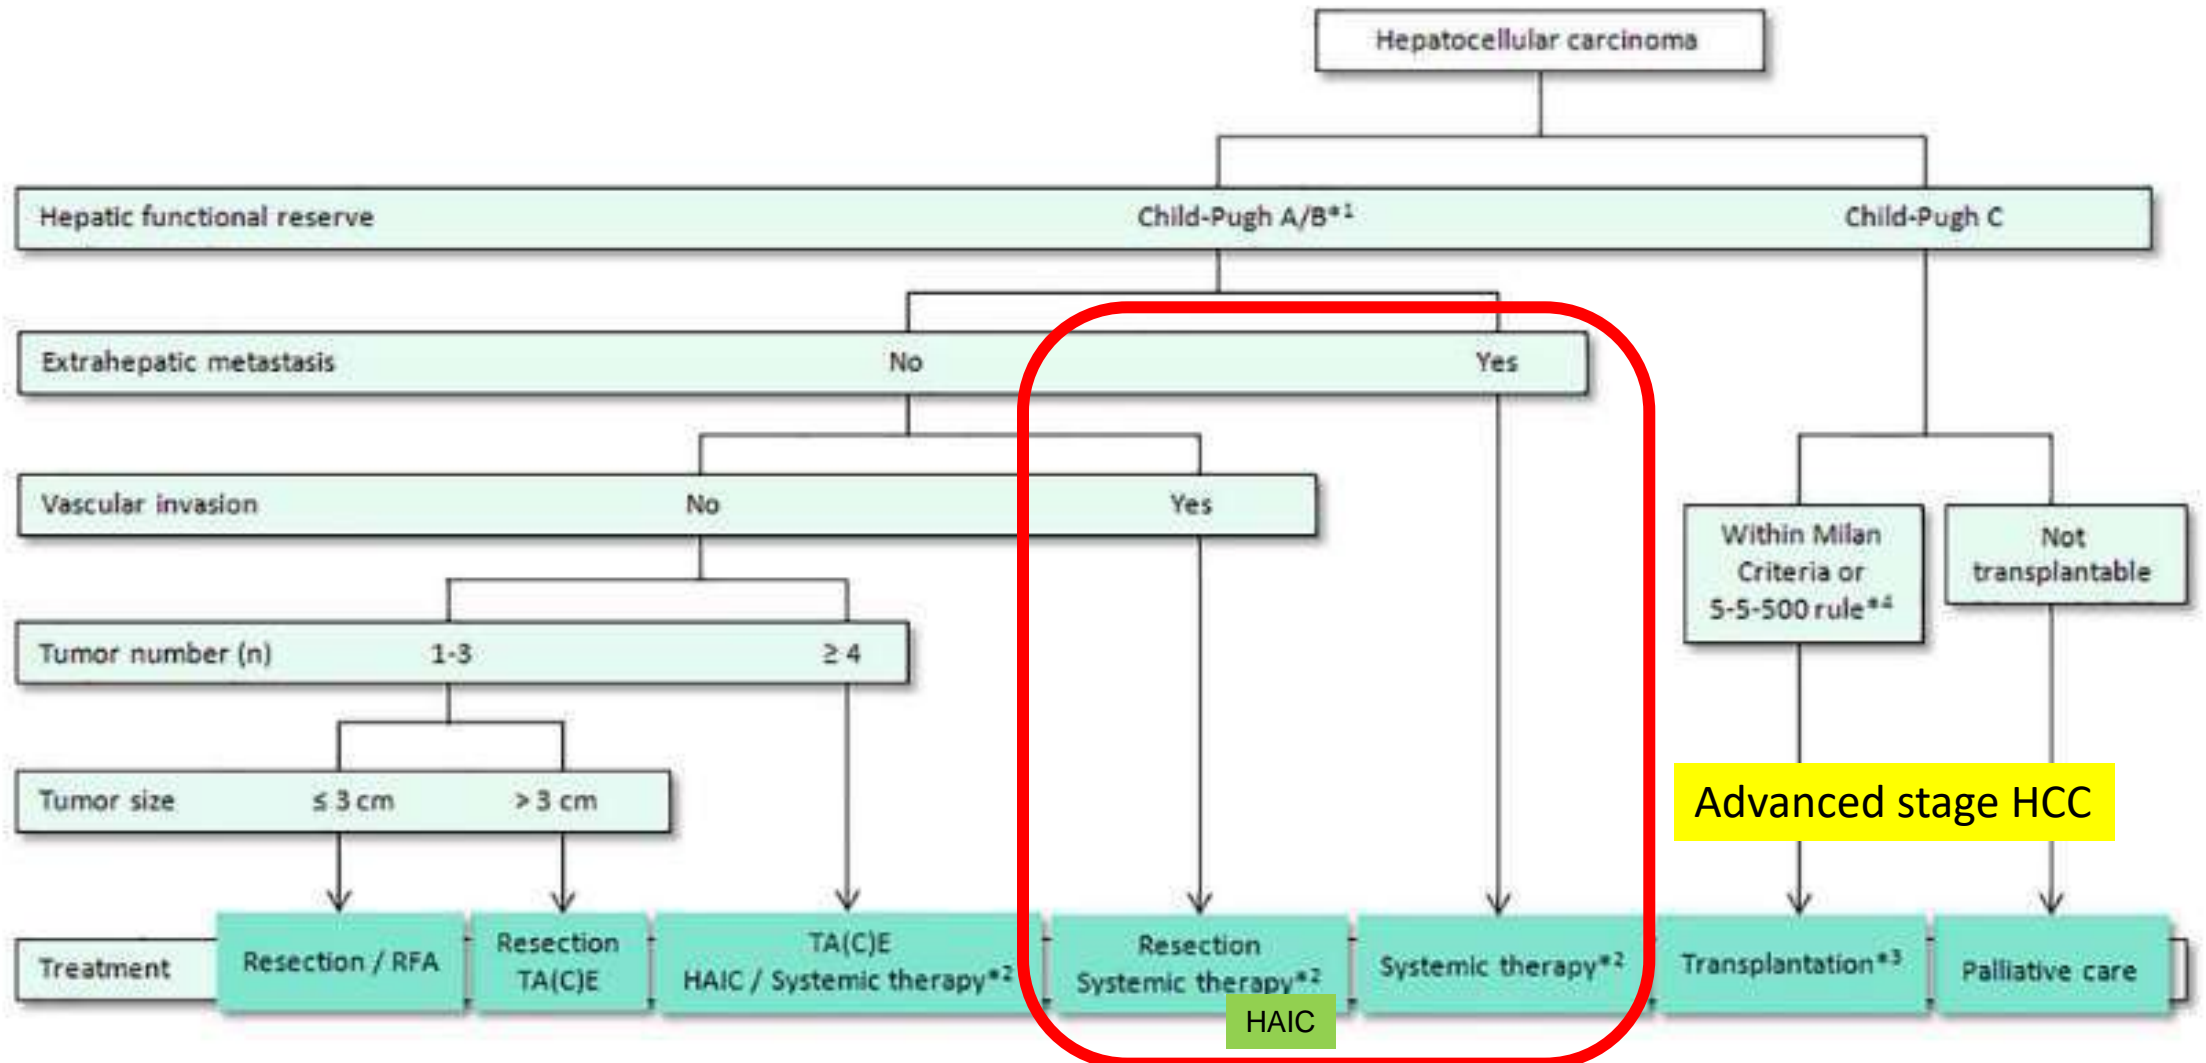 Hepatocellular carcinoma
Hepatic functional reserve Child-Pugh A/B*1 Child-Pugh C
Extrahepatic metastasis No Yes
Vascular invasion No Yes
Within Milan
Criteria or
5-5-500 rule*4
Not
transplantable
Tumor number (n) 1-3 ≥ 4
Tumor size ≤ 3 cm > 3 cm
Advanced stage HCC
Treatment
Resection / RFA
Resection
TA(C)E
TA(C)E
HAIC / Systemic therapy*2
Resection
Systemic therapy*2
HAIC
Systemic therapy*2
Transplantation*3
Palliative care